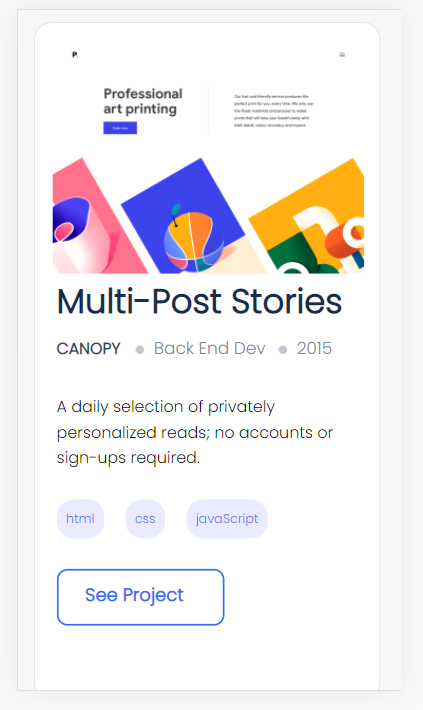 P.
Professional
art printing
Our fast and friendly service produces the
perfect print for you, every time. We only use
the finest materials and process to make
prints that will take your breath away with
their detail, colour accuracy and impact.
Multi-Post Stories
CANOPY Back End Dev 2015
A daily selection of privately
personalized reads; no accounts or
sign-ups required.
html css javaScript
See Project